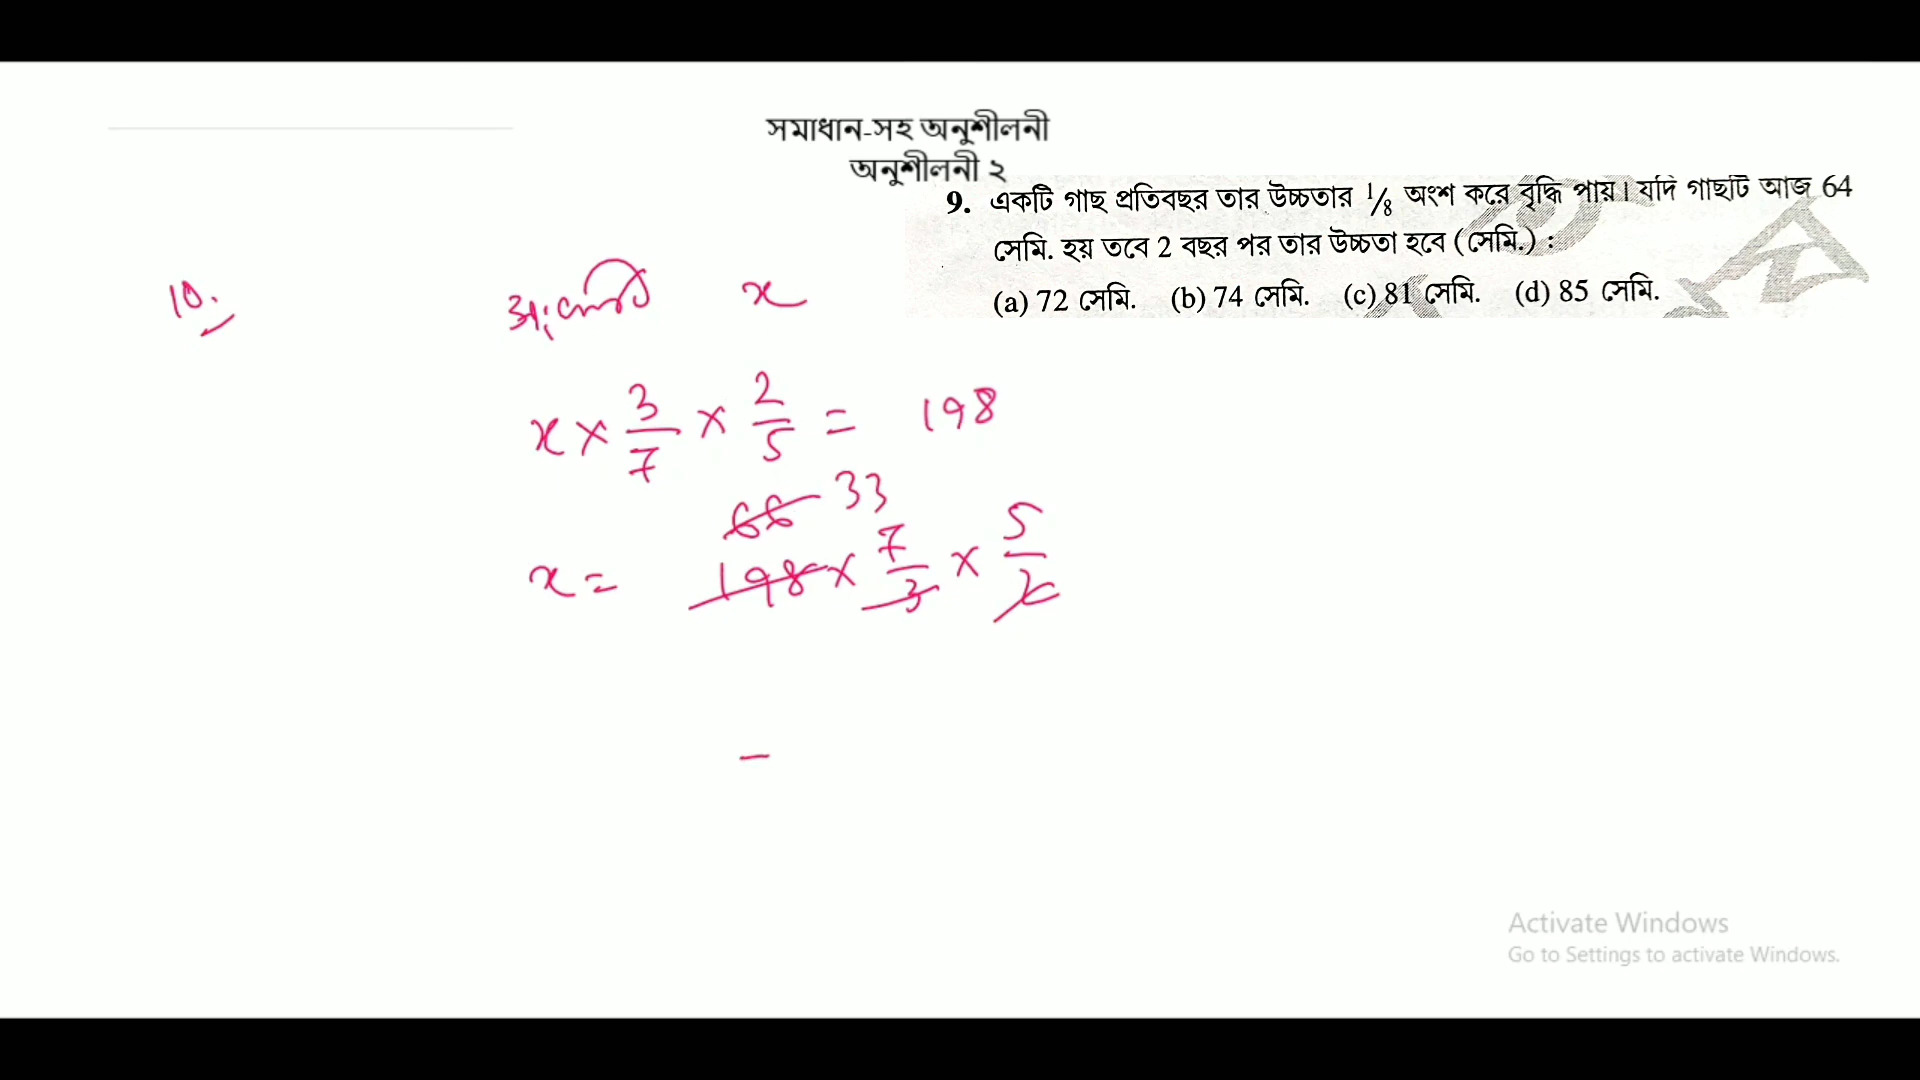 সমাধান-সহ অনুশীলনী
অনুশীলনী ২
9. একটি গাছ প্রতিবছর তার উচ্চতার 1/8 অংশ করে বৃদ্ধি পায়। যদি গাছটি আজ 64
সেমি. হয় তবে 2 বছর পর তার উচ্চতা হবে (সেমি.) :
(a) 72 সেমি. (b) 74 সেমি. (c) 81 সেমি. (d) 85 সেমি.
10. x
x × 3/7 × 2/5 = 198
66 33
x = 198 × 7/3 × 5/2
Activate Windows
Go to Settings to activate Windows.